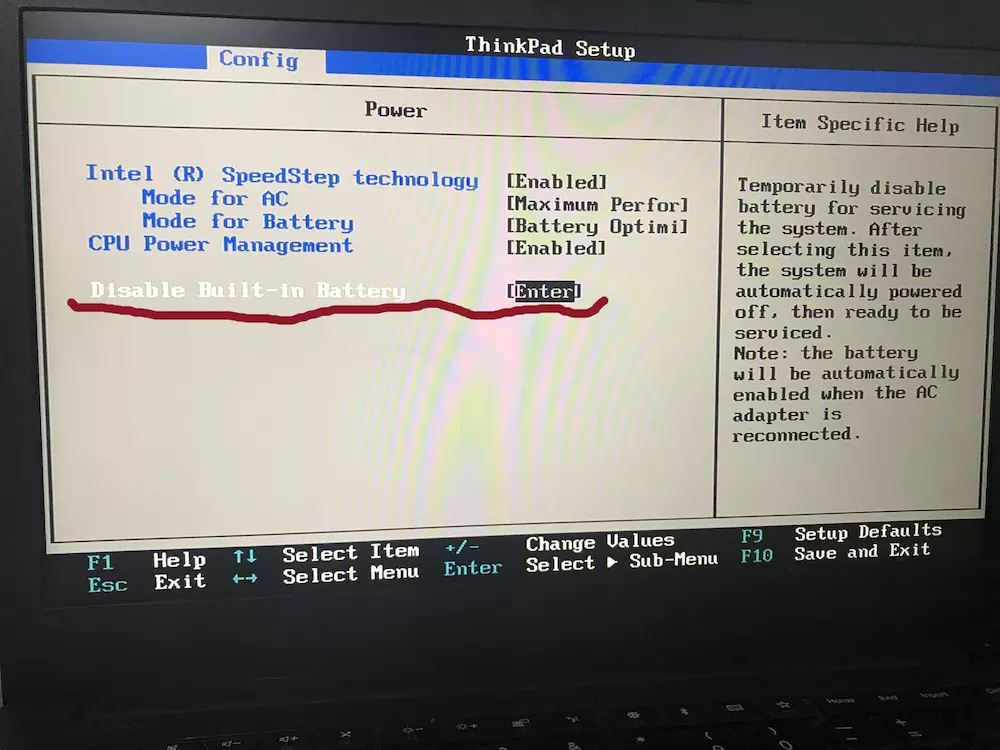 ThinkPad Setup
Config
Power
Item Specific Help
Intel (R) SpeedStep technology [Enabled]
Mode for AC [Maximum Perfor]
Mode for Battery [Battery Optimi]
CPU Power Management [Enabled]
Disable Built-in Battery [Enter]
Temporarily disable
battery for servicing
the system. After
selecting this item,
the system will be
automatically powered
off, then ready to be
serviced.
Note: the battery
will be automatically
enabled when the AC
adapter is
reconnected.
F1 Help ↑↓ Select Item +/- Change Values F9 Setup Defaults
Esc Exit ←→ Select Menu Enter Select ▶ Sub-Menu F10 Save and Exit
Home End Insert